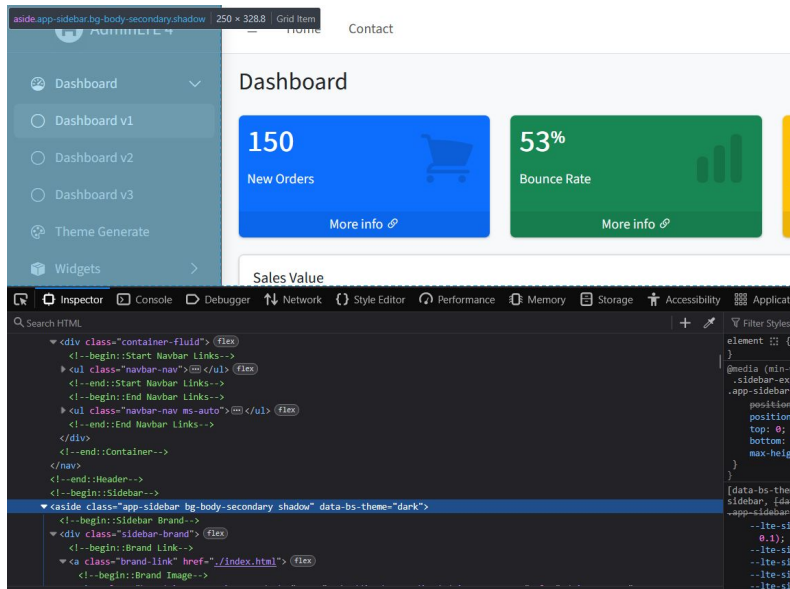 aside.app-sidebar.bg-body-secondary.shadow 250 × 328.8 Grid Item
AdminLTE 4
Home Contact
Dashboard
Dashboard v1
Dashboard v2
Dashboard v3
Theme Generate
Widgets
Dashboard
150
New Orders
More info
53%
Bounce Rate
More info
Sales Value
Inspector Console Debugger Network {} Style Editor Performance Memory Storage Accessibility Applicat
Search HTML
<div class="container-fluid"> flex
<!--begin::Start Navbar Links-->
<ul class="navbar-nav"> </ul> flex
<!--end::Start Navbar Links-->
<!--begin::End Navbar Links-->
<ul class="navbar-nav ms-auto"> </ul> flex
<!--end::End Navbar Links-->
</div>
<!--end::Container-->
</nav>
<!--end::Header-->
<!--begin::Sidebar-->
<aside class="app-sidebar bg-body-secondary shadow" data-bs-theme="dark">
<!--begin::Sidebar Brand-->
<div class="sidebar-brand"> flex
<!--begin::Brand Link-->
<a class="brand-link" href="./index.html"> flex
<!--begin::Brand Image-->
Filter Styles
element {
}
@media (min-
.sidebar-ex
.app-sidebar
position
position
top: 0;
bottom:
max-heig
}
}
[data-bs-the
sidebar, [da
.app-sidebar
--lte-si
0.1);
--lte-si
--lte-si
--lte-si
--lte-si